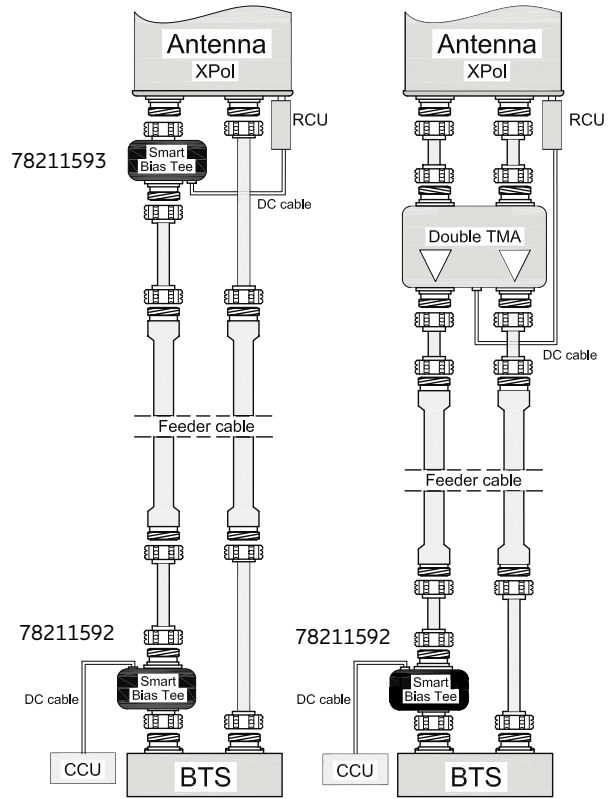 Antenna
XPol
RCU
78211593
Smart
Bias Tee
DC cable
Feeder cable
78211592
Smart
Bias Tee
DC cable
CCU
BTS
Antenna
XPol
RCU
Double TMA
DC cable
Feeder cable
78211592
Smart
Bias Tee
DC cable
CCU
BTS